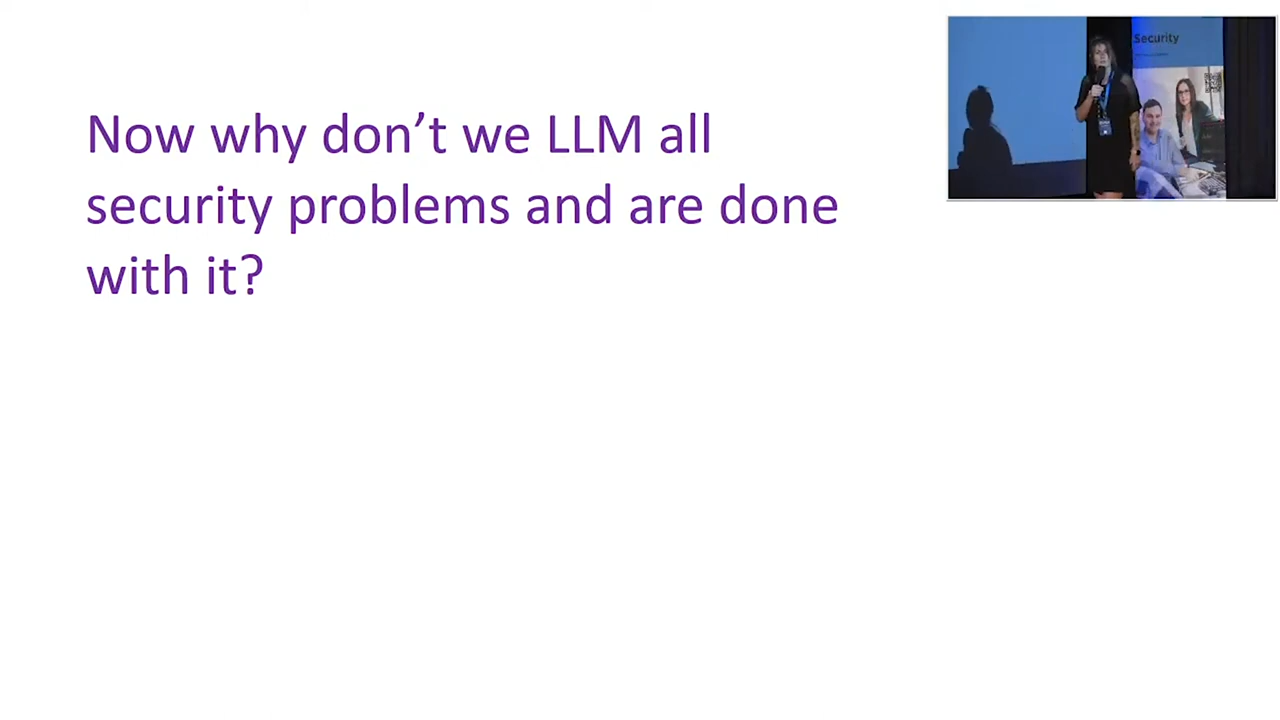 Now why don’t we LLM all
security problems and are done
with it?
Security